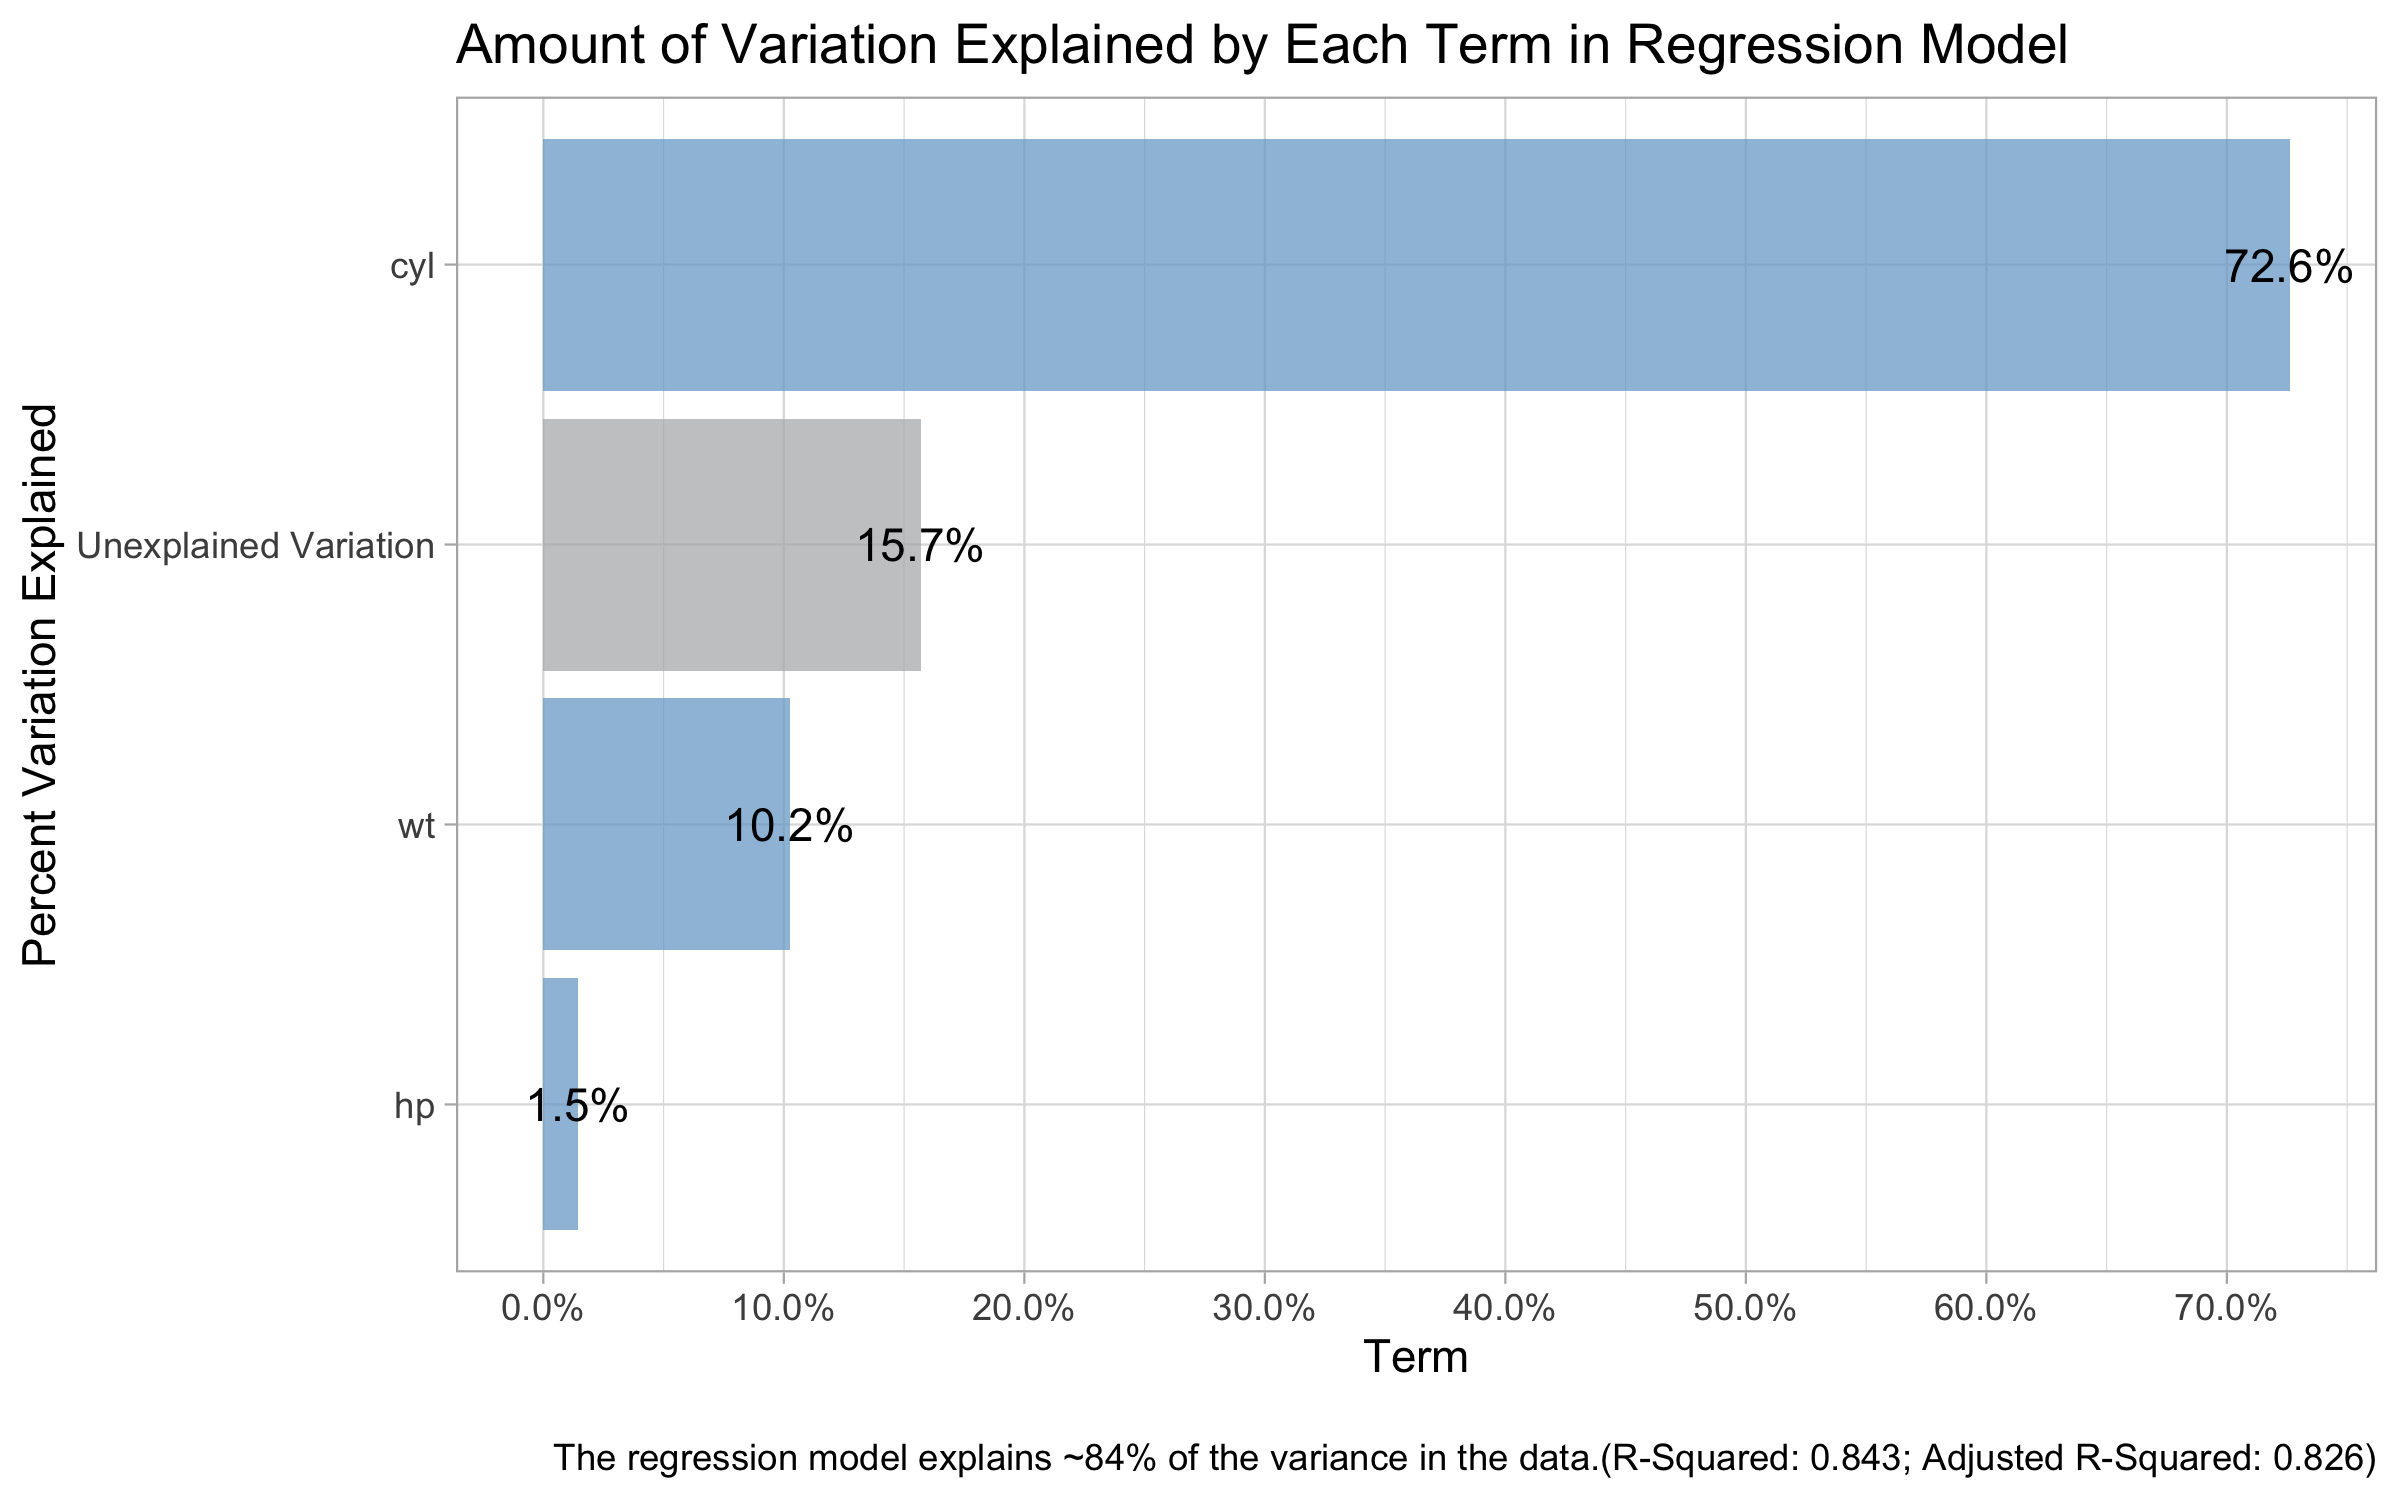 Amount of Variation Explained by Each Term in Regression Model
Percent Variation Explained
cyl
72.6%
Unexplained Variation
15.7%
wt
10.2%
hp
1.5%
0.0%
10.0%
20.0%
30.0%
40.0%
50.0%
60.0%
70.0%
Term
The regression model explains ~84% of the variance in the data.(R-Squared: 0.843; Adjusted R-Squared: 0.826)